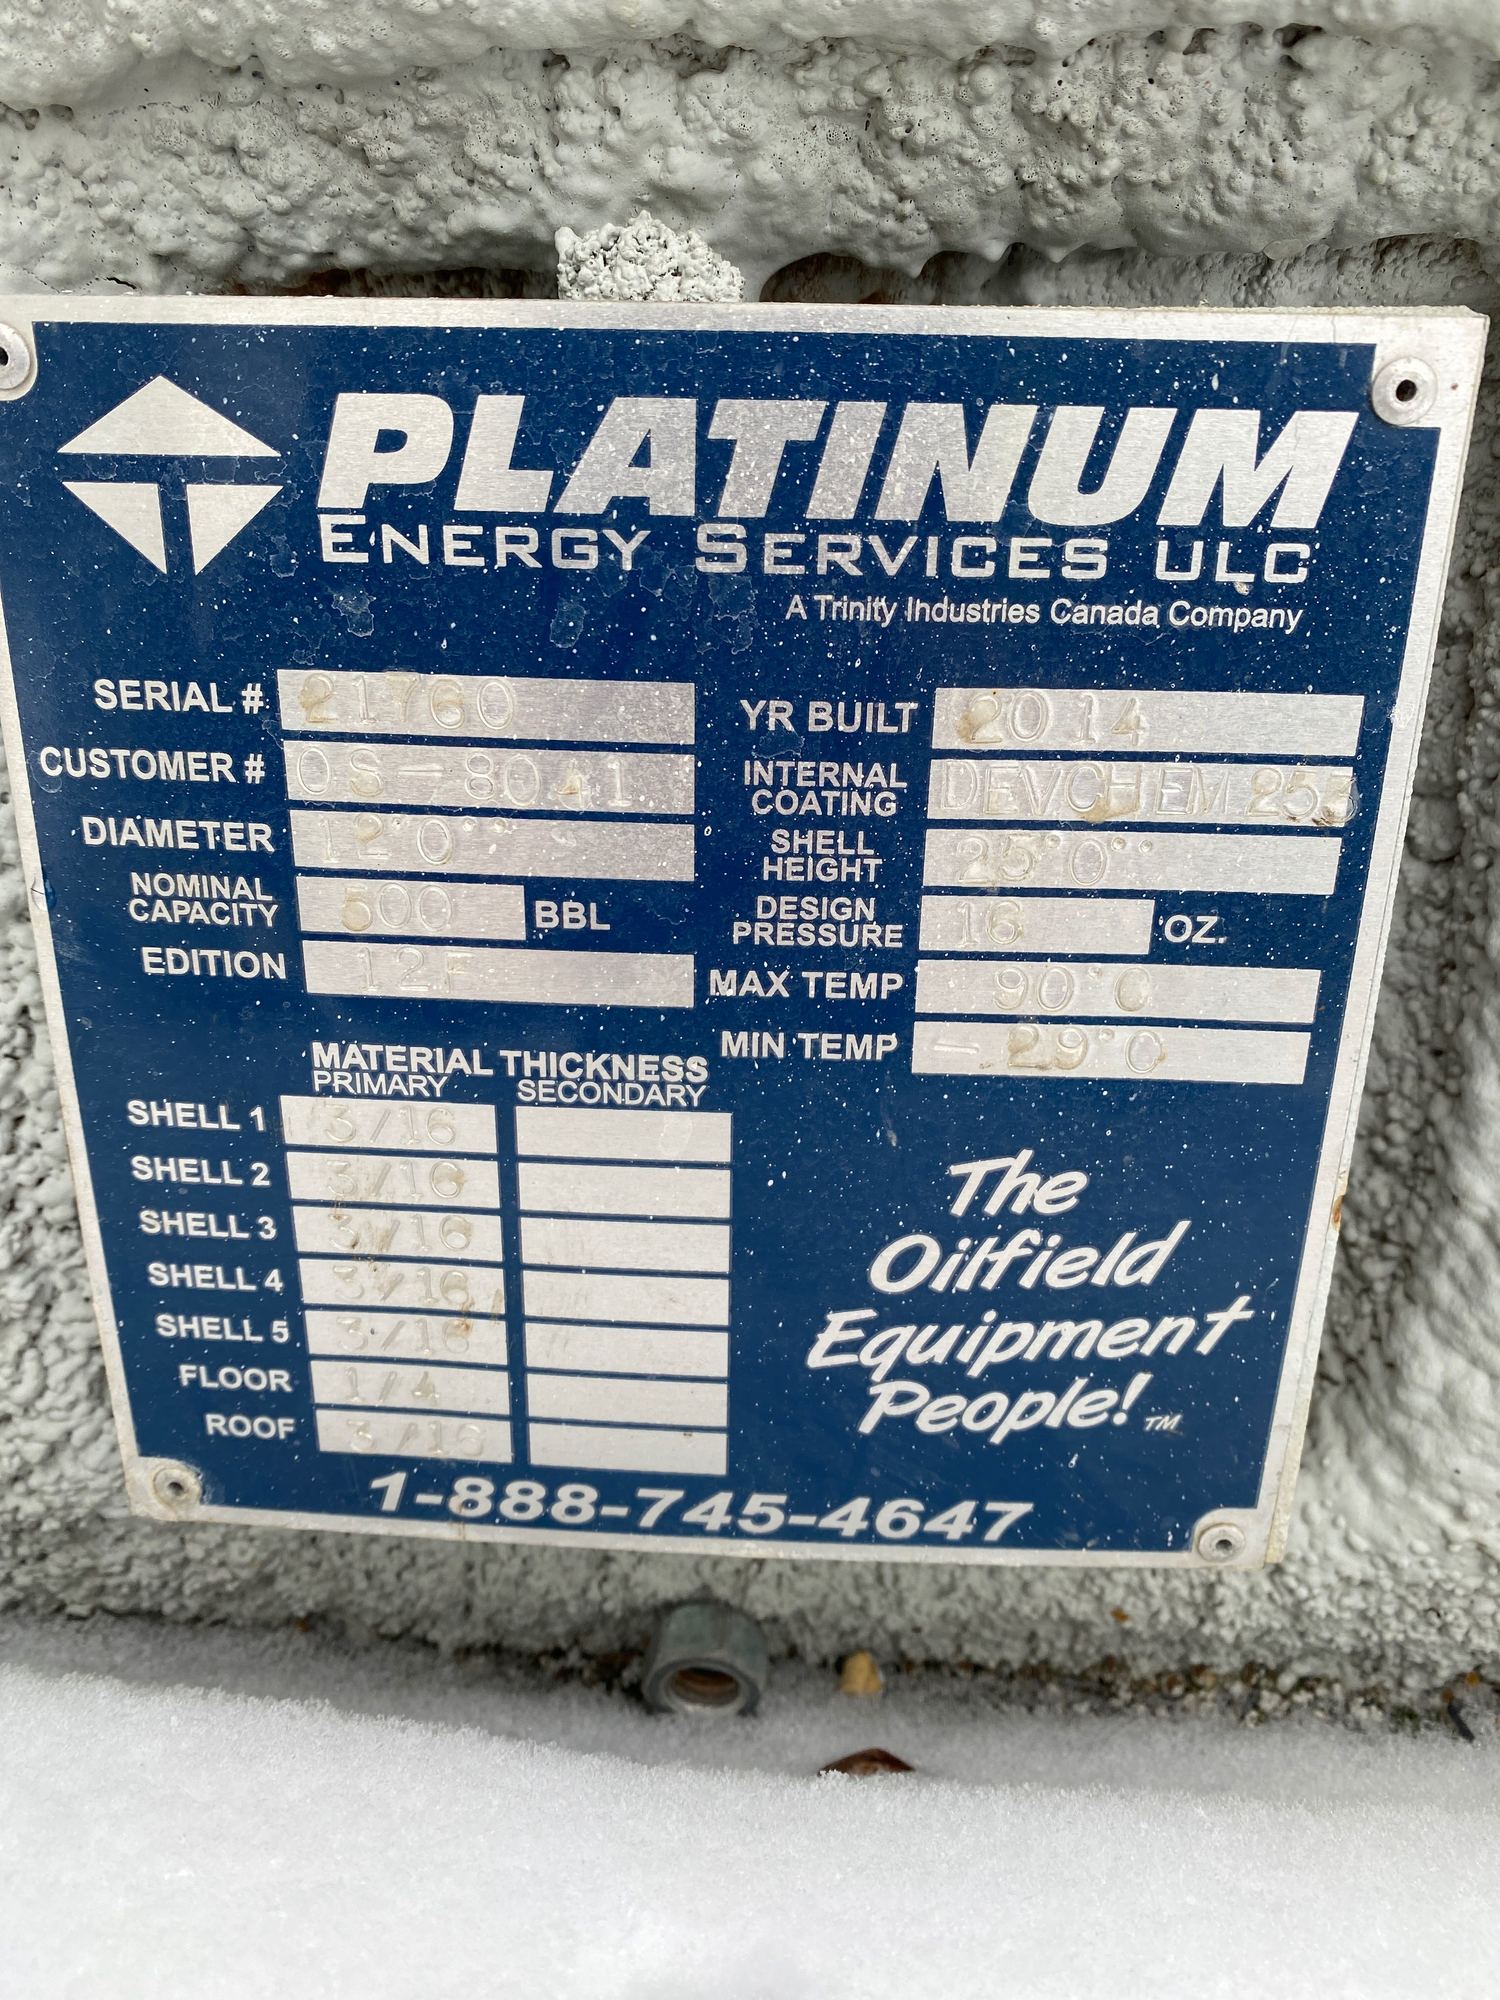 PLATINUM
ENERGY SERVICES ULC
A Trinity Industries Canada Company
SERIAL # 21760
CUSTOMER # OS-8041
DIAMETER 12'0''
NOMINAL CAPACITY 500 BBL
EDITION 12F
YR BUILT 2014
INTERNAL COATING DEVCHEM 253
SHELL HEIGHT 25'0''
DESIGN PRESSURE 16 OZ.
MAX TEMP 90°C
MIN TEMP -29°C
MATERIAL THICKNESS
PRIMARY SECONDARY
SHELL 1 3/16
SHELL 2 3/16
SHELL 3 3/16
SHELL 4 3/16
SHELL 5 3/16
FLOOR 1/4
ROOF 3/16
The
Oilfield
Equipment
People!™
1-888-745-4647